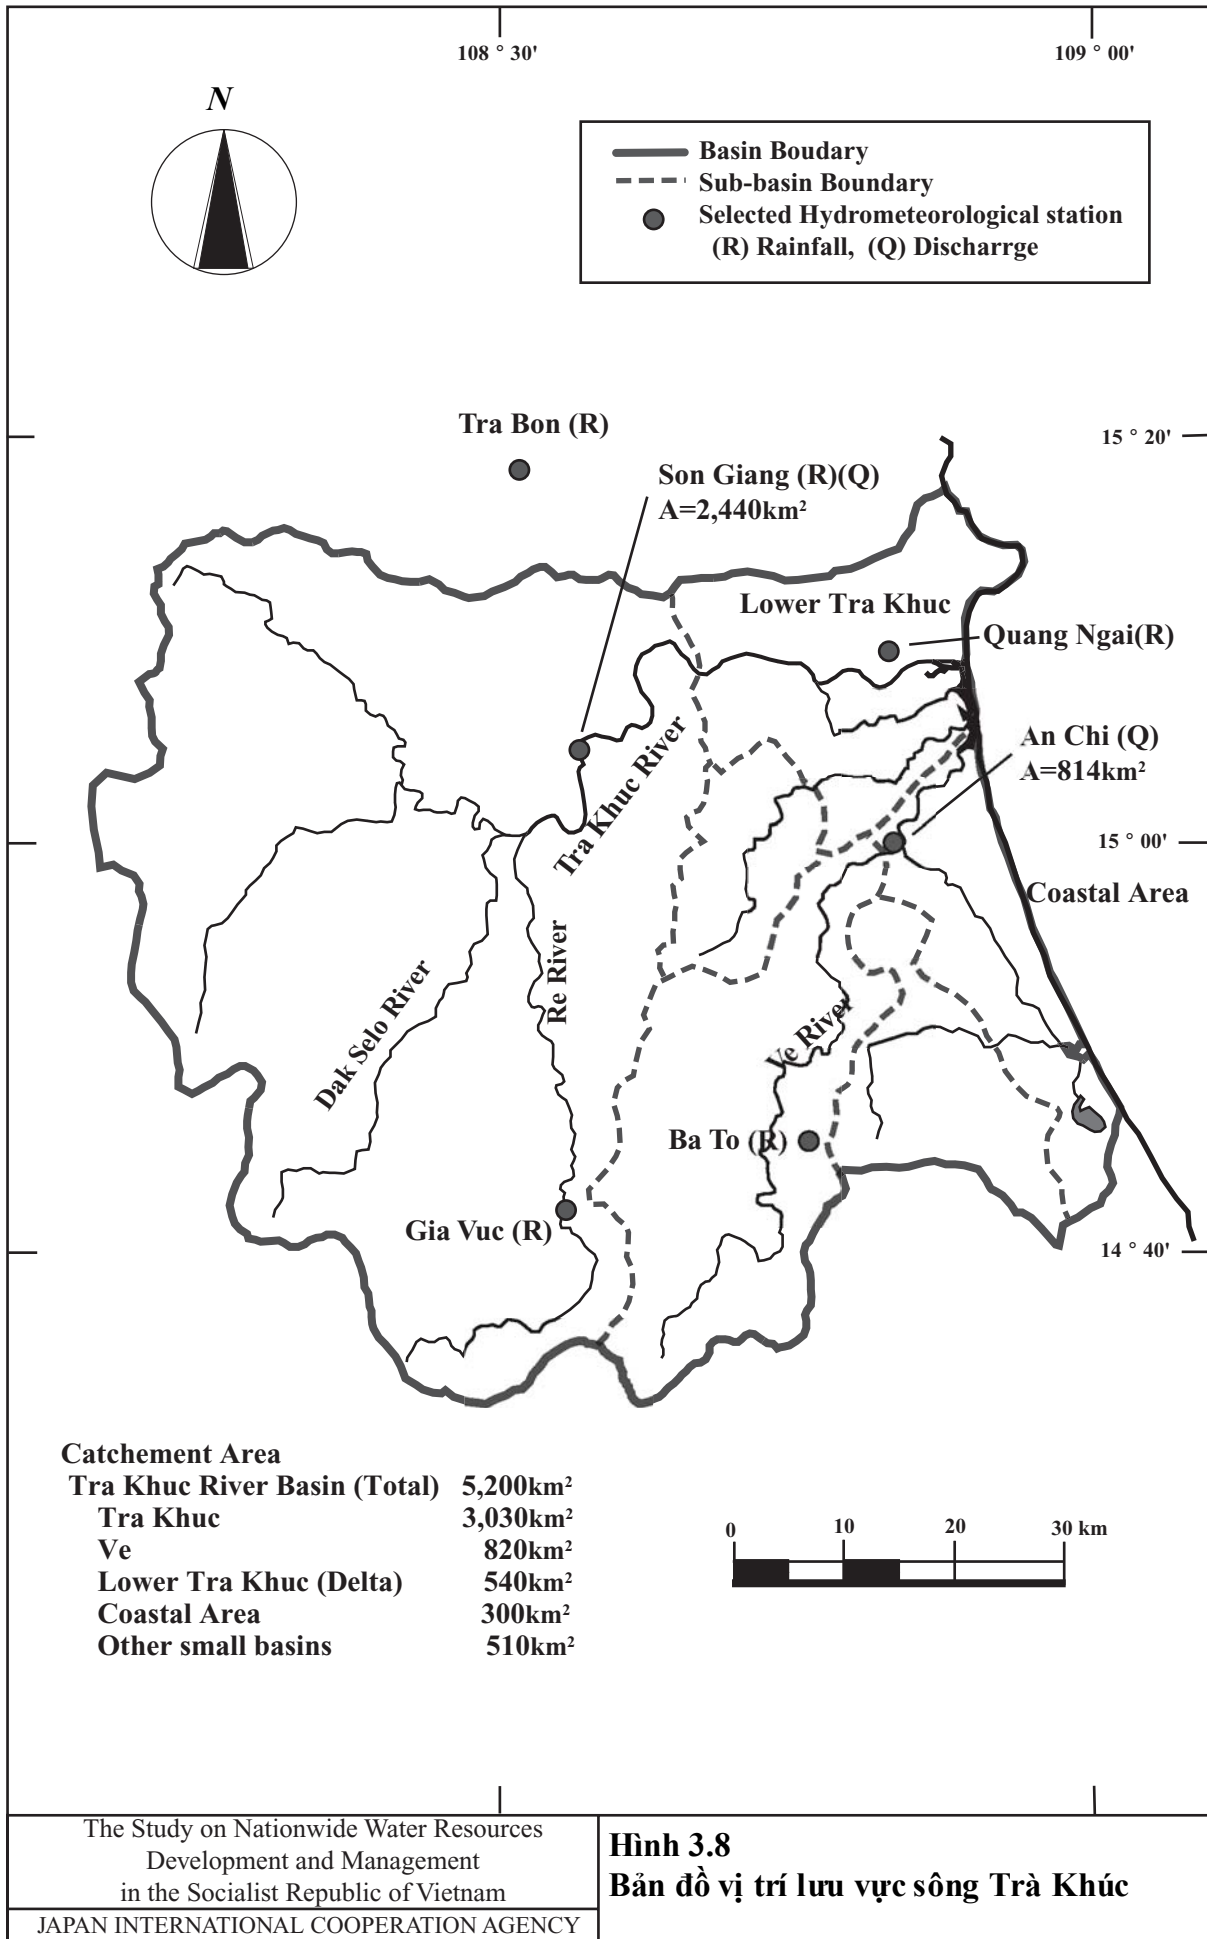 108 ° 30'
109 ° 00'
N
Basin Boudary
Sub-basin Boundary
Selected Hydrometeorological station
(R) Rainfall, (Q) Discharrge
Tra Bon (R)
15 ° 20'
Son Giang (R)(Q)
A=2,440km²
Lower Tra Khuc
Quang Ngai(R)
An Chi (Q)
A=814km²
Tra Khuc River
15 ° 00'
Coastal Area
Re River
Dak Selo River
Ve River
Ba To (R)
Gia Vuc (R)
14 ° 40'
Catchement Area
Tra Khuc River Basin (Total) 5,200km²
Tra Khuc 3,030km²
Ve 820km²
Lower Tra Khuc (Delta) 540km²
Coastal Area 300km²
Other small basins 510km²
0 10 20 30 km
The Study on Nationwide Water Resources
Development and Management
in the Socialist Republic of Vietnam
JAPAN INTERNATIONAL COOPERATION AGENCY
Hình 3.8
Bản đồ vị trí lưu vực sông Trà Khúc